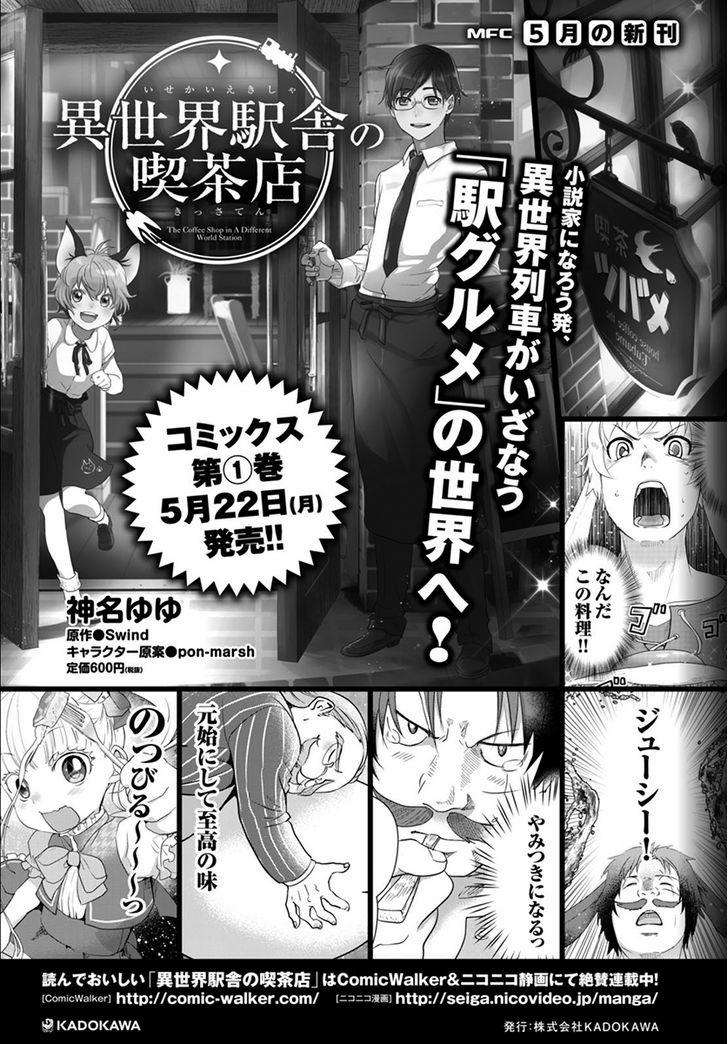 MFC 5月の新刊
いせかいえきしゃ
異世界駅舎の
喫茶店
きっさてん
The Coffee Shop in A Different
World Station
小説家になろう発、
異世界列車がいざなう
「駅グルメ」の世界へ!
喫茶
ツバメ
コミックス
第①巻
5月22日(月)
発売!!
神名ゆゆ
原作●Swind
キャラクター原案●pon-marsh
定価600円(税抜)
なんだ
この料理!!
ゴゴ
ジューシー!
やみつきになるっ
元始にして至高の味
のっびる〜〜〜っ
読んでおいしい「異世界駅舎の喫茶店」はComicWalker&ニコニコ静画にて絶賛連載中!
[ComicWalker] http://comic-walker.com/ [ニコニコ漫画] http://seiga.nicovideo.jp/manga/
KADOKAWA
発行:株式会社KADOKAWA